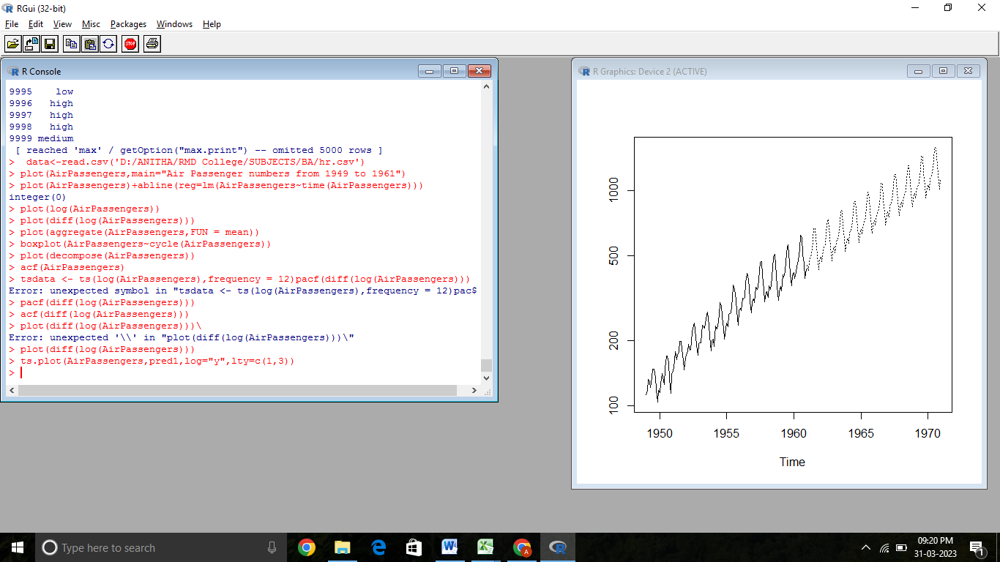 RGui (32-bit)
File Edit View Misc Packages Windows Help
STOP
R Console
9995    low
9996   high
9997   high
9998   high
9999 medium
 [ reached 'max' / getOption("max.print") -- omitted 5000 rows ]
>  data<-read.csv('D:/ANITHA/RMD College/SUBJECTS/BA/hr.csv')
> plot(AirPassengers,main="Air Passenger numbers from 1949 to 1961")
> plot(AirPassengers)+abline(reg=lm(AirPassengers~time(AirPassengers)))
integer(0)
> plot(log(AirPassengers))
> plot(diff(log(AirPassengers)))
> plot(aggregate(AirPassengers,FUN = mean))
> boxplot(AirPassengers~cycle(AirPassengers))
> plot(decompose(AirPassengers))
> acf(AirPassengers)
> tsdata <- ts(log(AirPassengers),frequency = 12)pacf(diff(log(AirPassengers)))
Error: unexpected symbol in "tsdata <- ts(log(AirPassengers),frequency = 12)pac$
> pacf(diff(log(AirPassengers)))
> acf(diff(log(AirPassengers)))
> plot(diff(log(AirPassengers)))\
Error: unexpected '\\' in "plot(diff(log(AirPassengers)))\"
> plot(diff(log(AirPassengers)))
> ts.plot(AirPassengers,pred1,log="y",lty=c(1,3))
>
R Graphics: Device 2 (ACTIVE)
1000
500
200
100
1950 1955 1960 1965 1970
Time
Type here to search
09:20 PM
31-03-2023
1